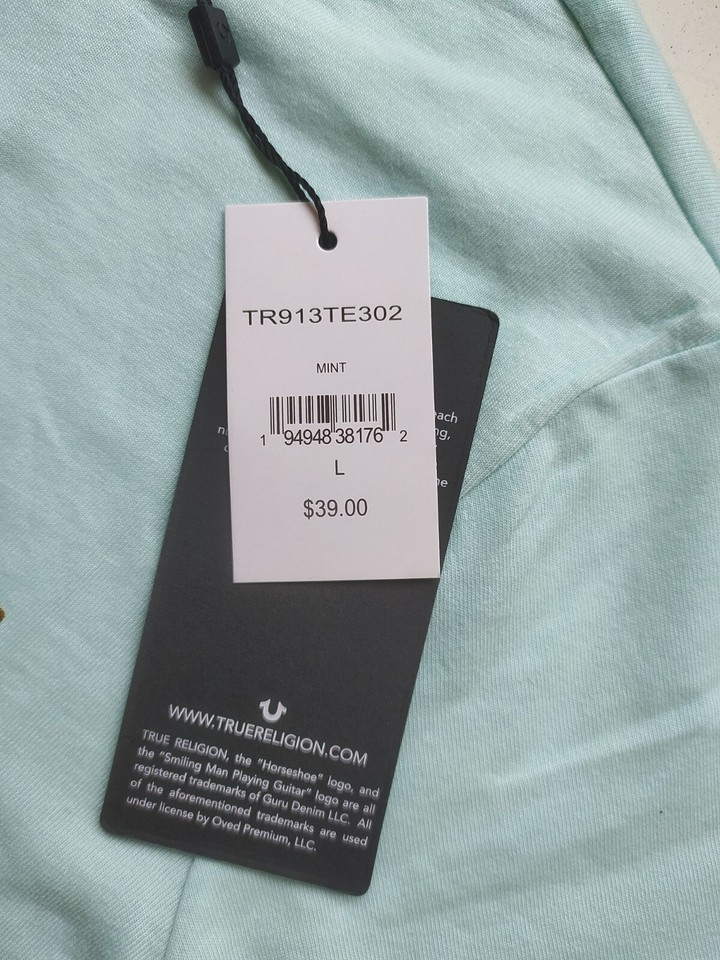 TR913TE302
MINT
1 94948 38176 2
L
$39.00
each
ng,
WWW.TRUERELIGION.COM
TRUE RELIGION, the "Horseshoe" logo, and
the "Smiling Man Playing Guitar" logo are all
registered trademarks of Guru Denim LLC. All
of the aforementioned trademarks are used
under license by Oved Premium, LLC.